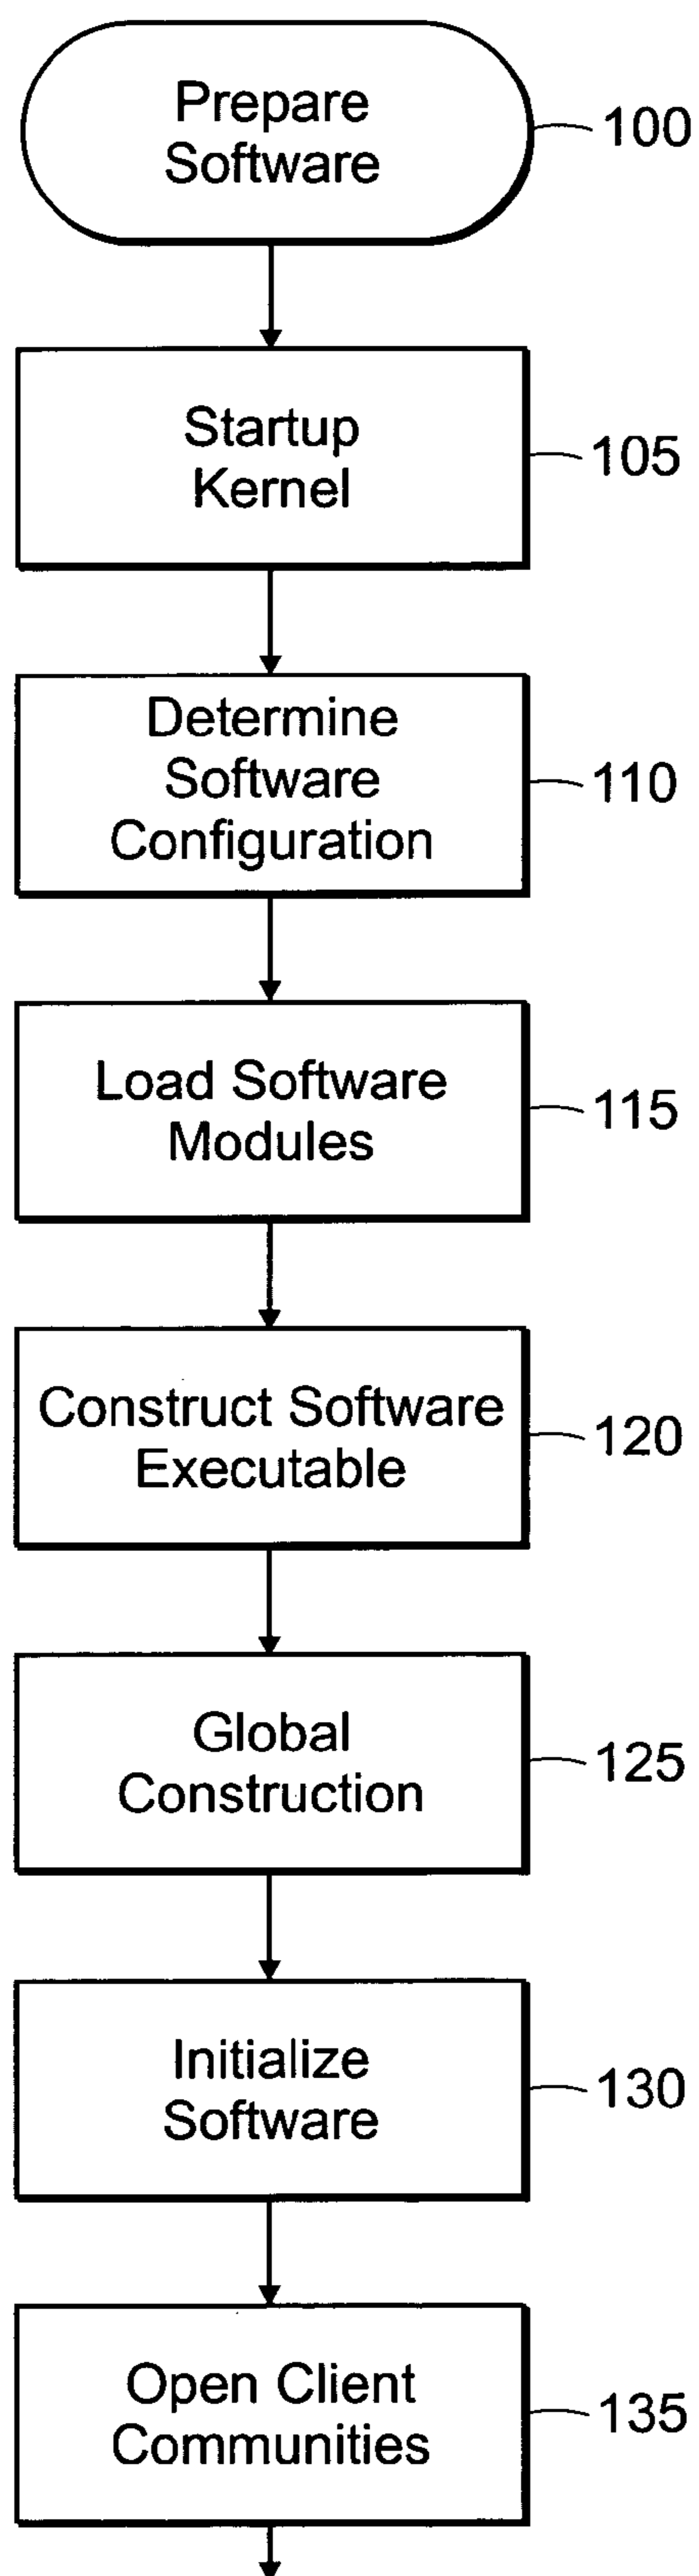 Prepare
Software
100
Startup
Kernel
105
Determine
Software
Configuration
110
Load Software
Modules
115
Construct Software
Executable
120
Global
Construction
125
Initialize
Software
130
Open Client
Communities
135